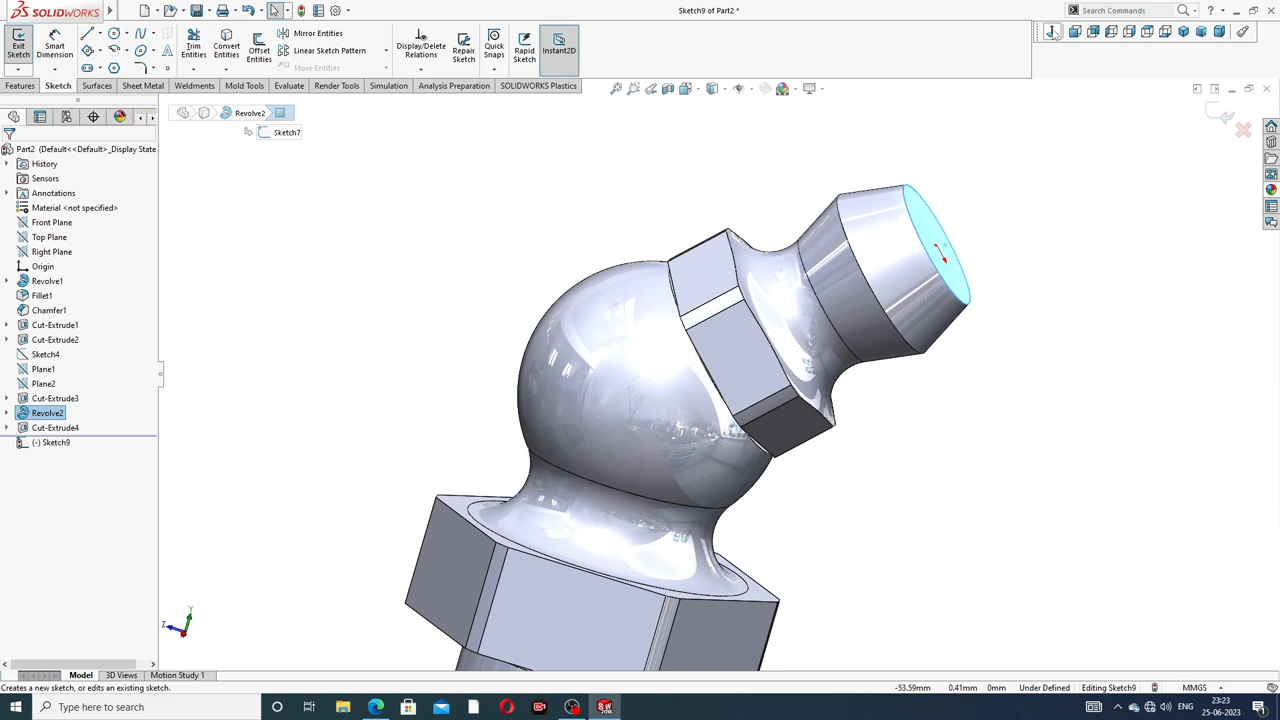 SOLIDWORKS
Sketch9 of Part2 *
Search Commands
Exit Sketch
Smart Dimension
Trim Entities
Convert Entities
Offset Entities
Mirror Entities
Linear Sketch Pattern
Move Entities
Display/Delete Relations
Repair Sketch
Quick Snaps
Rapid Sketch
Instant2D
Features
Sketch
Surfaces
Sheet Metal
Weldments
Mold Tools
Evaluate
Render Tools
Simulation
Analysis Preparation
SOLIDWORKS Plastics
Revolve2
Sketch7
Part2 (Default<<Default>_Display State
History
Sensors
Annotations
Material <not specified>
Front Plane
Top Plane
Right Plane
Origin
Revolve1
Fillet1
Chamfer1
Cut-Extrude1
Cut-Extrude2
Sketch4
Plane1
Plane2
Cut-Extrude3
Revolve2
Cut-Extrude4
(-) Sketch9
Y
Z
Model
3D Views
Motion Study 1
Creates a new sketch, or edits an existing sketch.
-53.59mm
0.41mm
0mm
Under Defined
Editing Sketch9
MMGS
Type here to search
ENG
23:23
25-06-2023